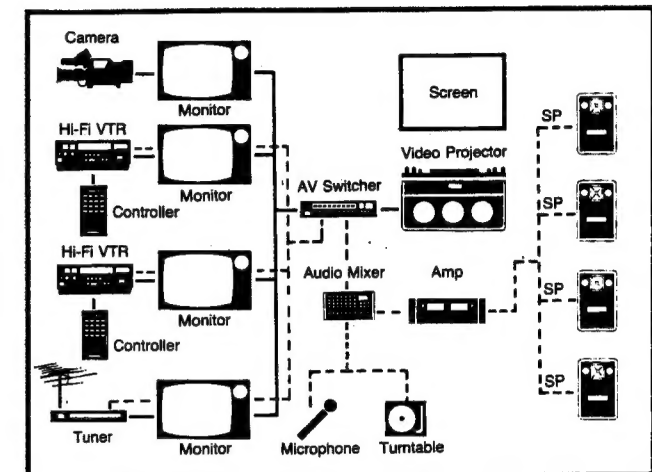 Camera
Monitor
Hi-Fi VTR
Monitor
Controller
Hi-Fi VTR
Monitor
Controller
Tuner
Monitor
AV Switcher
Screen
Video Projector
Audio Mixer
Amp
Microphone
Turntable
SP
SP
SP
SP